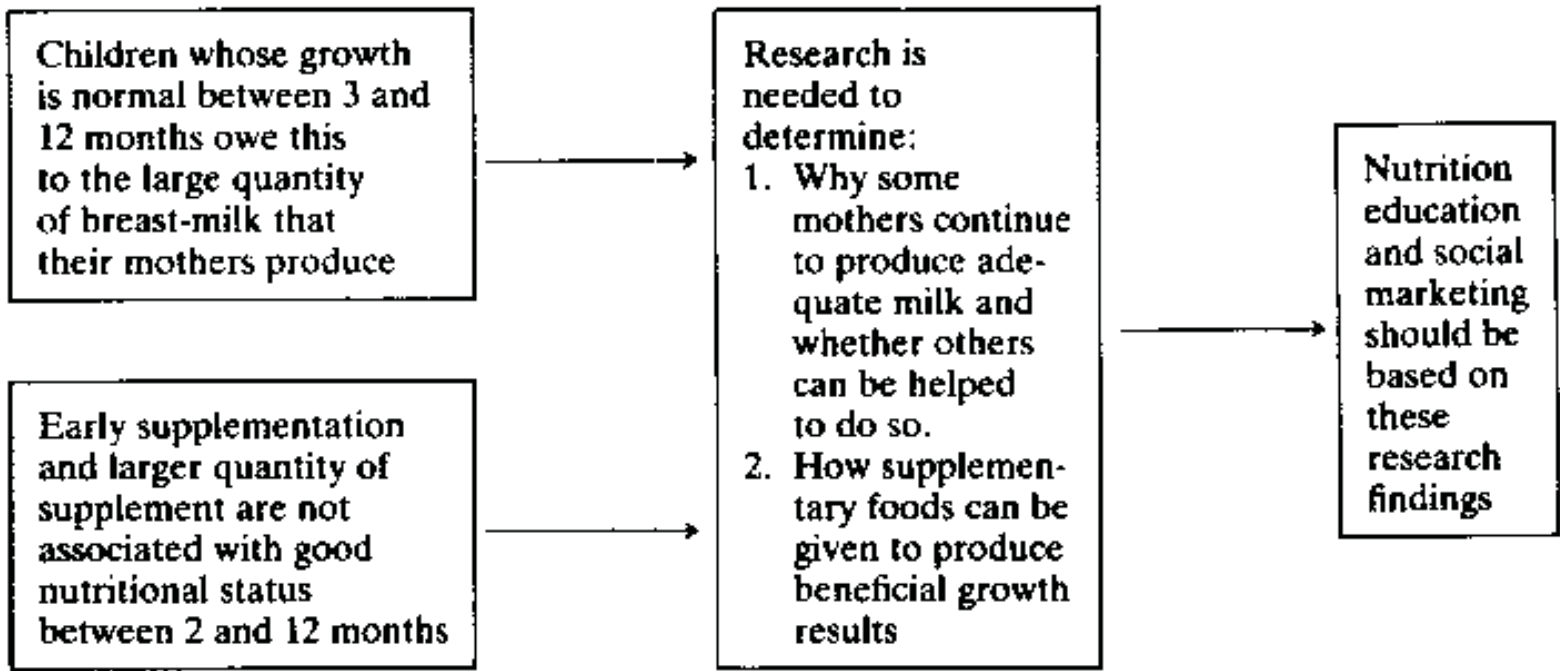 Children whose growth
is normal between 3 and
12 months owe this
to the large quantity
of breast-milk that
their mothers produce
Early supplementation
and larger quantity of
supplement are not
associated with good
nutritional status
between 2 and 12 months
Research is
needed to
determine:
1. Why some
mothers continue
to produce ade-
quate milk and
whether others
can be helped
to do so.
2. How supplemen-
tary foods can be
given to produce
beneficial growth
results
Nutrition
education
and social
marketing
should be
based on
these
research
findings